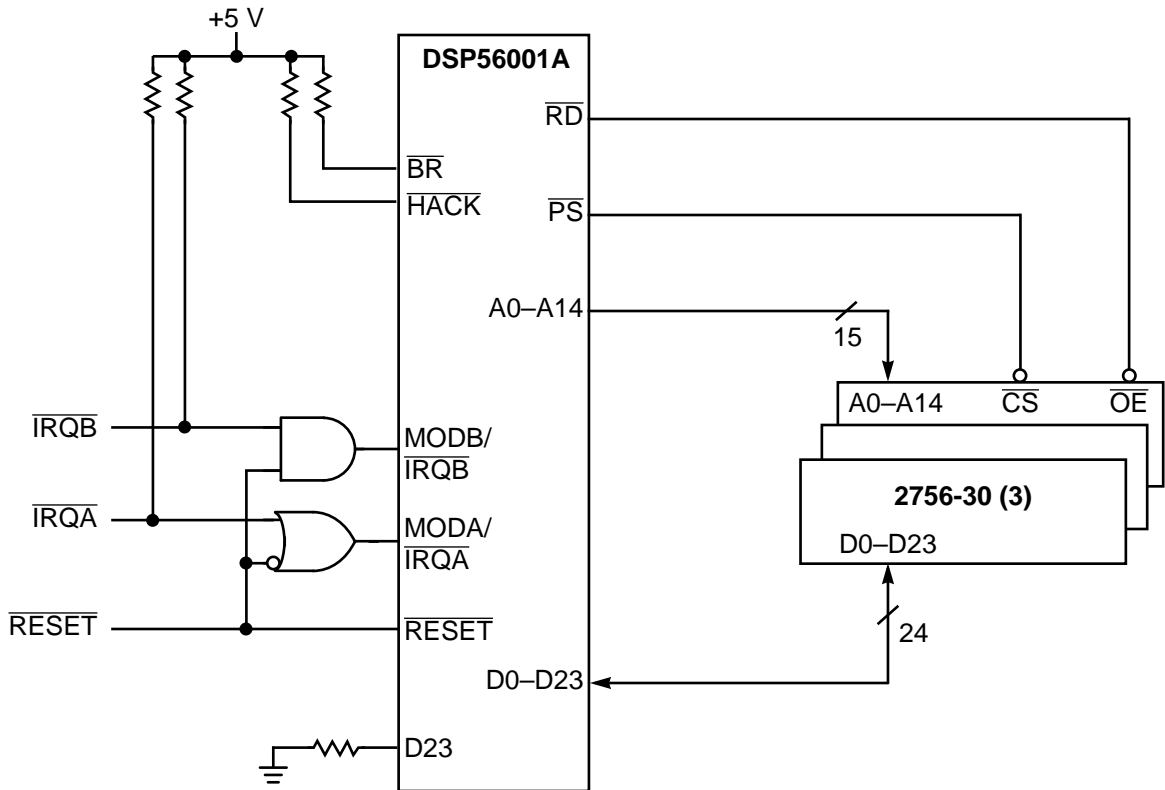 +5 V
DSP56001A
RD
BR
HACK
PS
A0–A14
15
A0–A14 CS OE
IRQB
MODB/
IRQB
2756-30 (3)
IRQA
MODA/
IRQA
D0–D23
RESET
RESET
24
D0–D23
D23